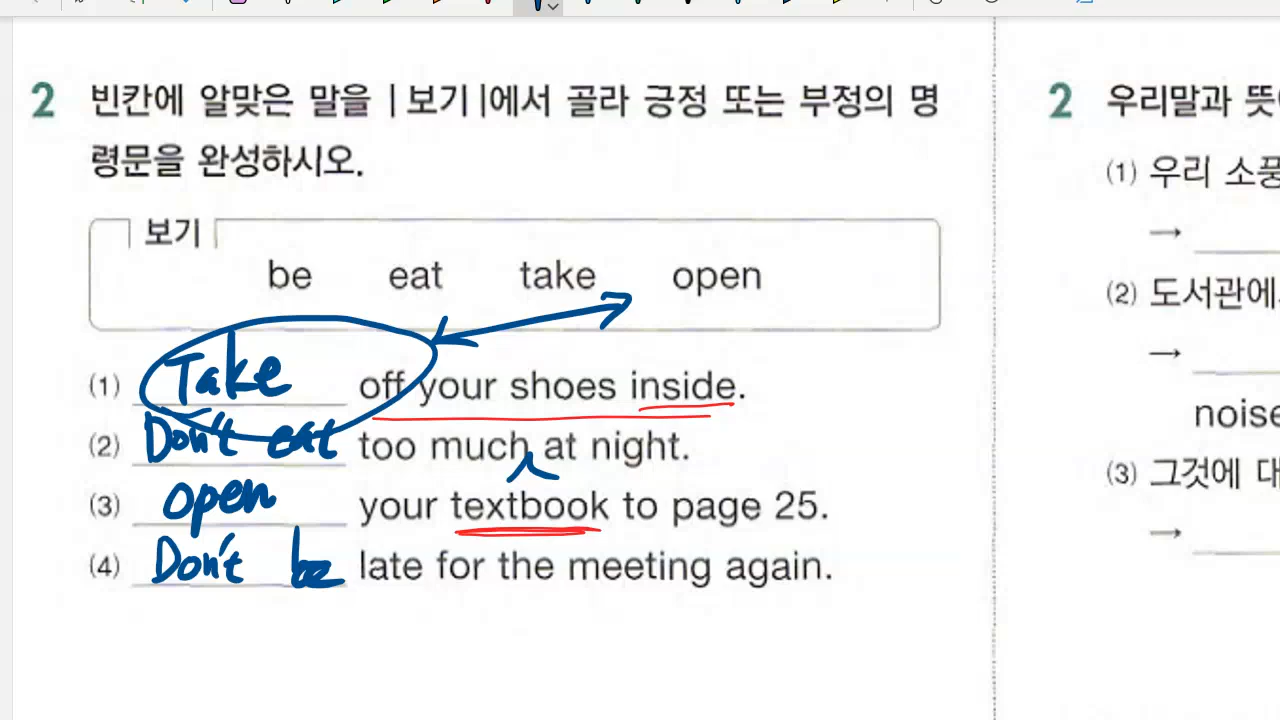 2 빈칸에 알맞은 말을 |보기|에서 골라 긍정 또는 부정의 명
령문을 완성하시오.
보기
be eat take open
(1) Take off your shoes inside.
(2) Don't eat too much at night.
(3) open your textbook to page 25.
(4) Don't be late for the meeting again.
2 우리말과
(1) 우리
→
(2) 도서관에
→
noise
(3) 그것에
→